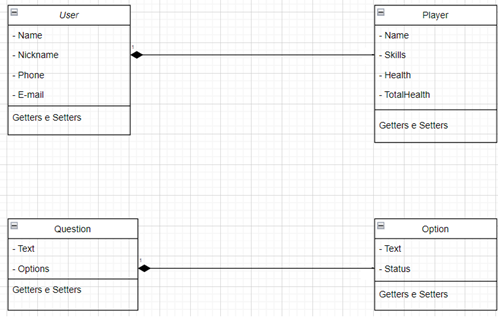 User
- Name
- Nickname
- Phone
- E-mail
Getters e Setters
1
Player
- Name
- Skills
- Health
- TotalHealth
Getters e Setters
Question
- Text
- Options
Getters e Setters
1
Option
- Text
- Status
Getters e Setters